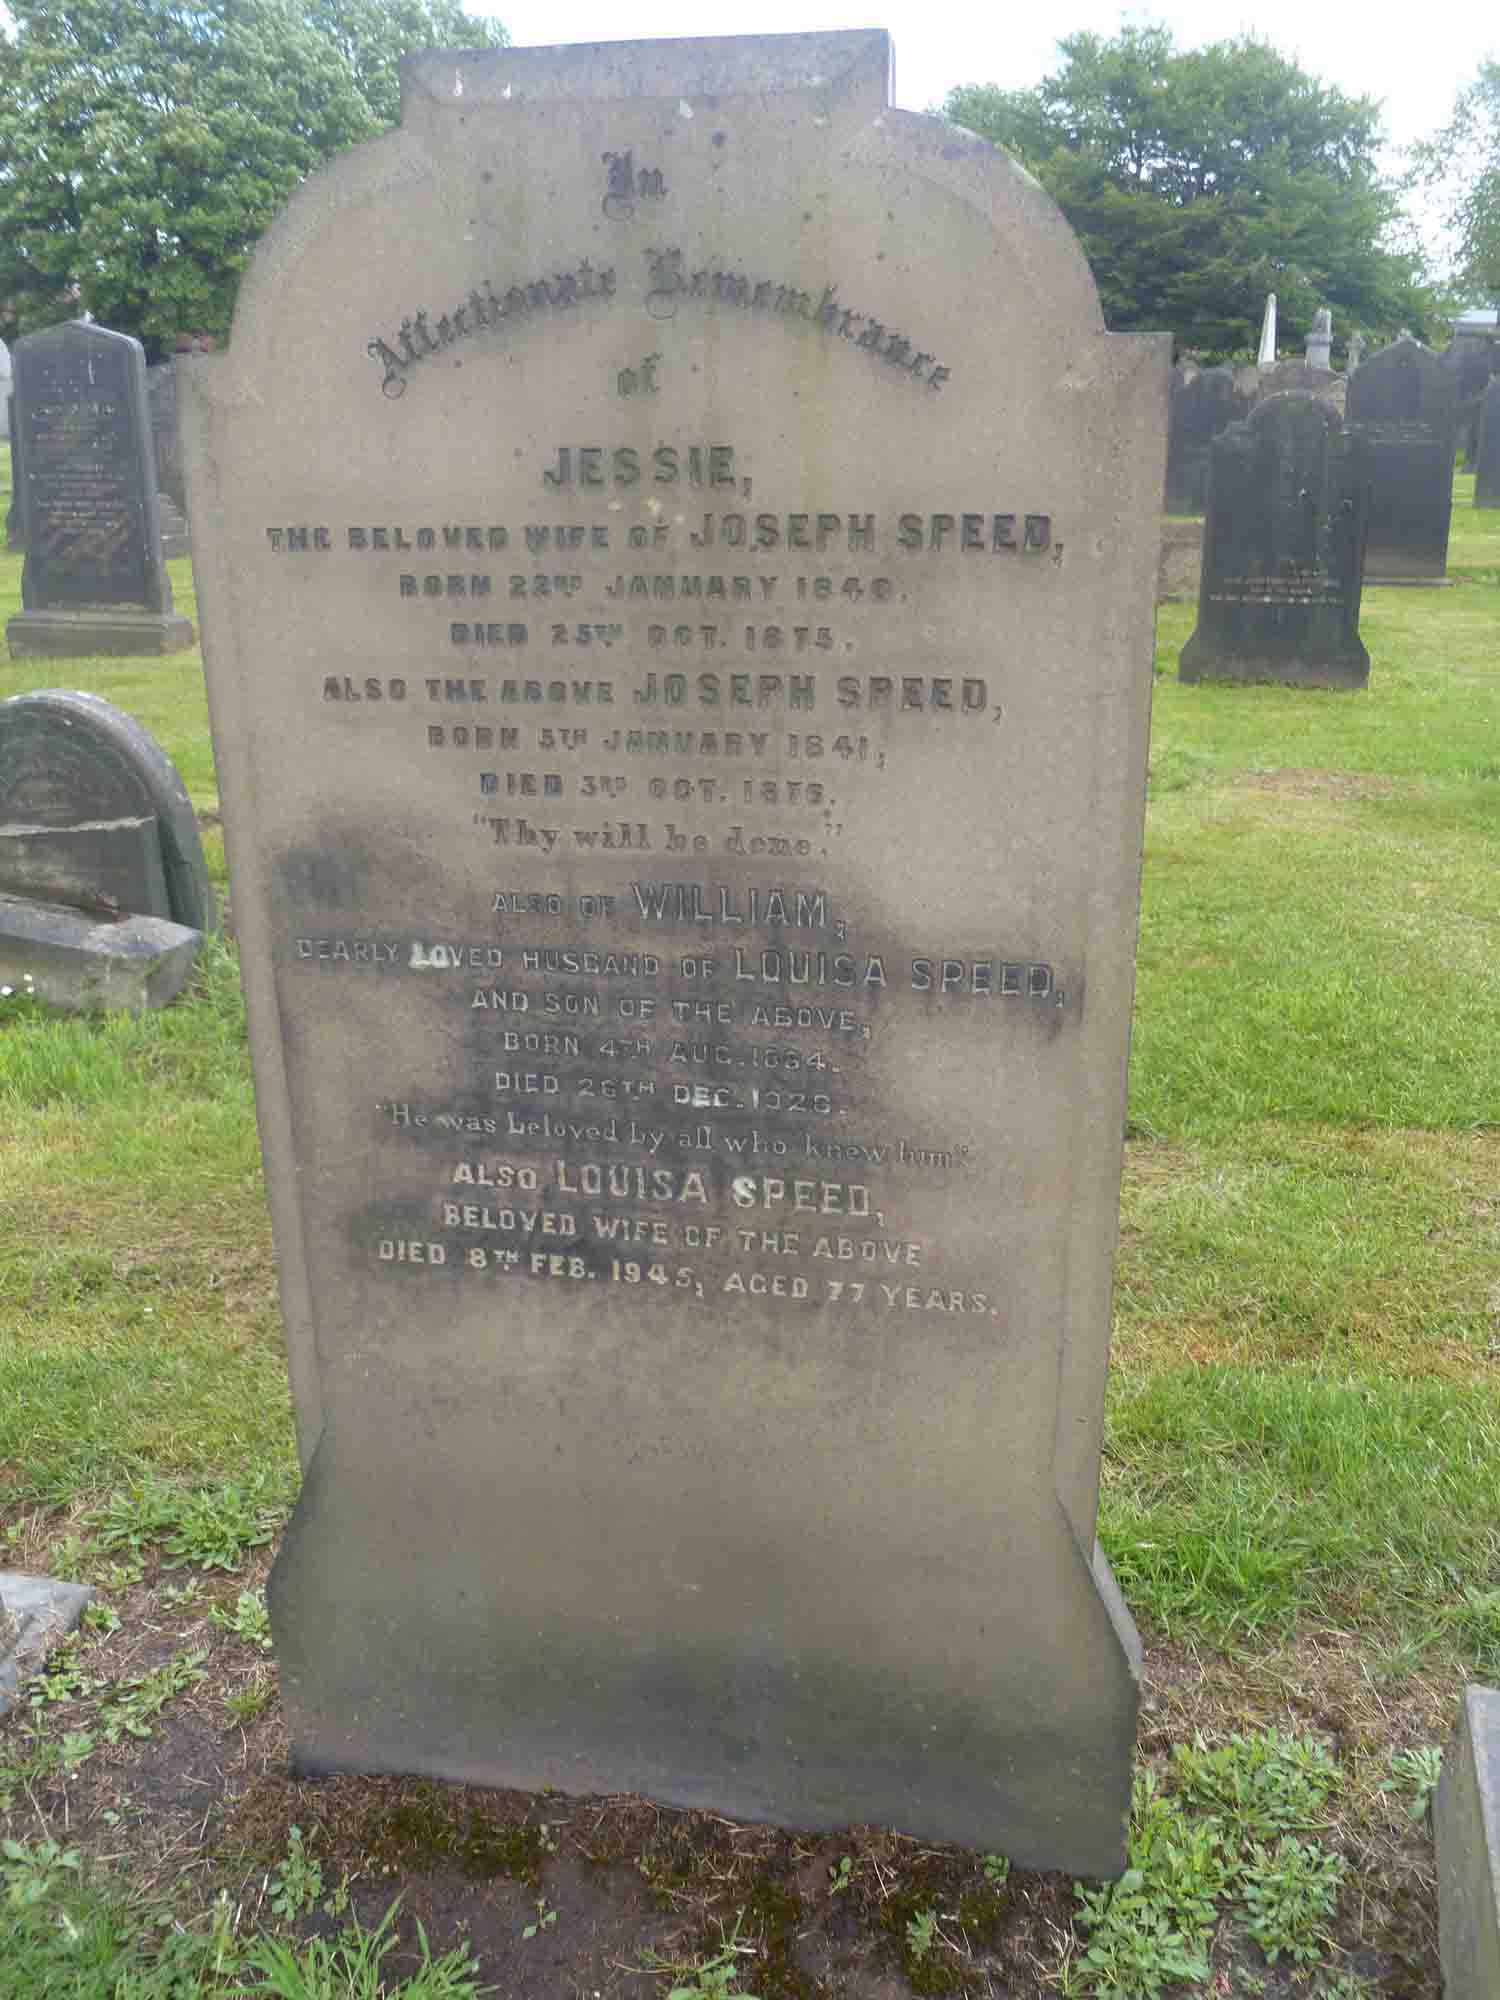 In
Affectionate Remembrance
of
JESSIE,
THE BELOVED WIFE OF JOSEPH SPEED,
BORN 22ND JANUARY 1840.
DIED 25TH OCT. 1875.
ALSO THE ABOVE JOSEPH SPEED,
BORN 5TH JANUARY 1841,
DIED 3RD OCT. 1876.
"Thy will be done."
ALSO OF WILLIAM,
DEARLY LOVED HUSBAND OF LOUISA SPEED,
AND SON OF THE ABOVE,
BORN 4TH AUG. 1864.
DIED 26TH DEC. 1926.
"He was beloved by all who knew him".
ALSO LOUISA SPEED,
BELOVED WIFE OF THE ABOVE
DIED 8TH FEB. 1945, AGED 77 YEARS.